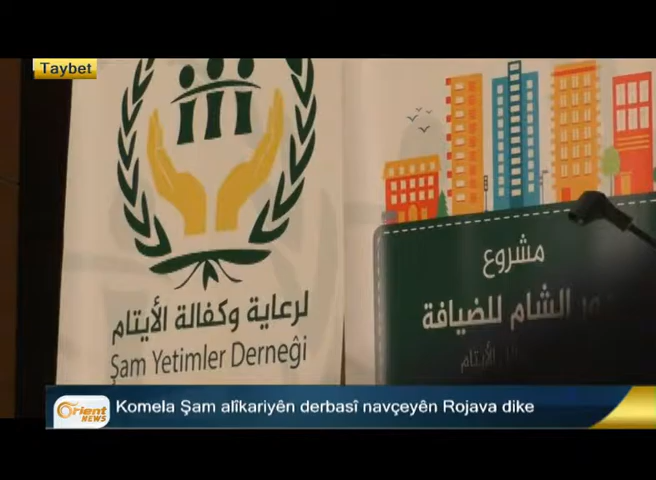 Taybet
لرعاية وكفالة الأيتام
Şam Yetimler Derneği
مشروع
الشام للضيافة
الأيتام
Orient NEWS
Komela Şam alîkariyên derbasî navçeyên Rojava dike